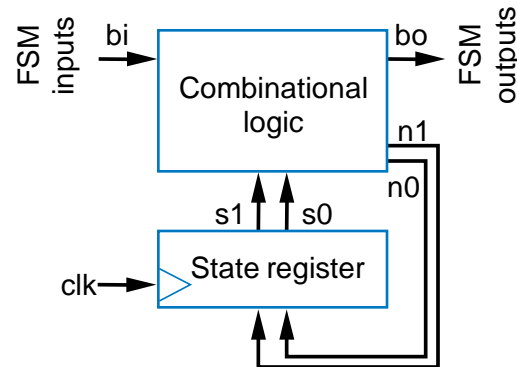 FSM
inputs
bi
Combinational
logic
bo
FSM
outputs
n1
n0
s1
s0
clk
State register